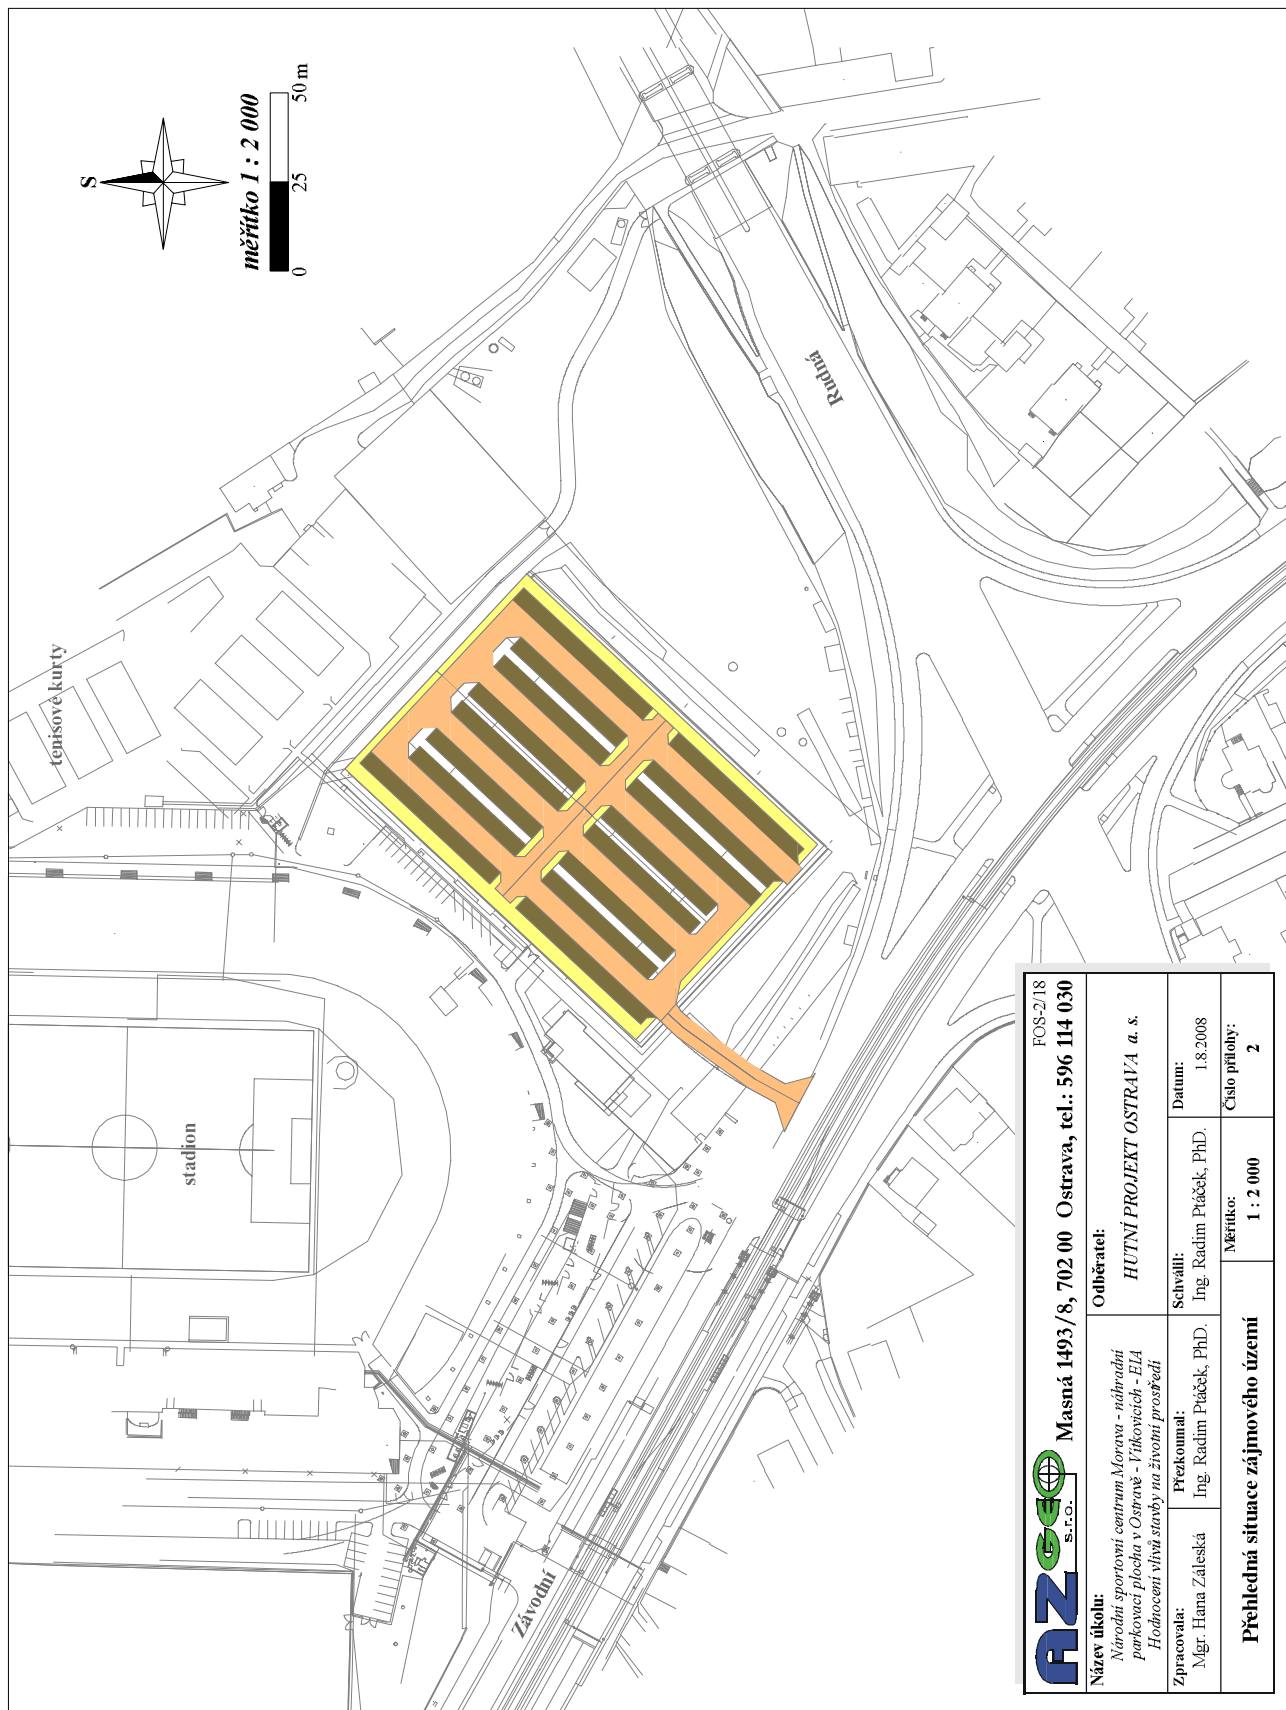 S
měřítko 1 : 2 000
0 25 50 m
tenisové kurty
stadion
Rudná
Závodní
FOS-2/18
AZ GEO s.r.o. Masná 1493/8, 702 00 Ostrava, tel.: 596 114 030
Název úkolu:
Národní sportovní centrum Morava - náhradní
parkovací plocha v Ostravě - Vítkovicích - EIA
Hodnocení vlivů stavby na životní prostředí
Odběratel:
HUTNÍ PROJEKT OSTRAVA a. s.
Zpracovala:
Mgr. Hana Záleská
Přezkoumal:
Ing. Radim Ptáček, PhD.
Schválil:
Ing. Radim Ptáček, PhD.
Datum:
1.8.2008
Přehledná situace zájmového území
Měřítko:
1 : 2 000
Číslo přílohy:
2